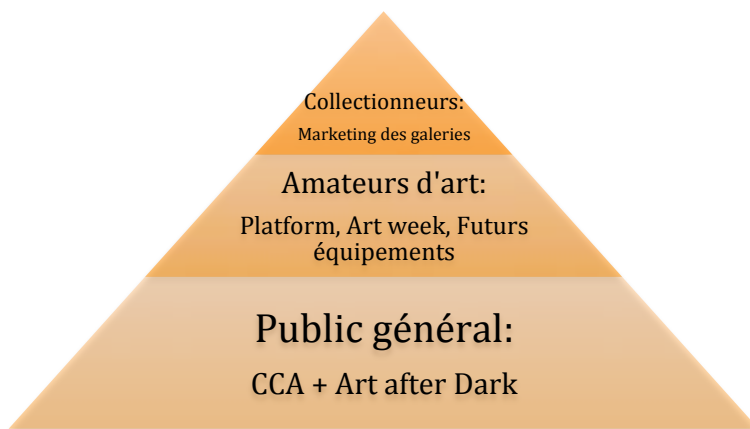 Collectionneurs:
Marketing des galeries
Amateurs d'art:
Platform, Art week, Futurs
équipements
Public général:
CCA + Art after Dark